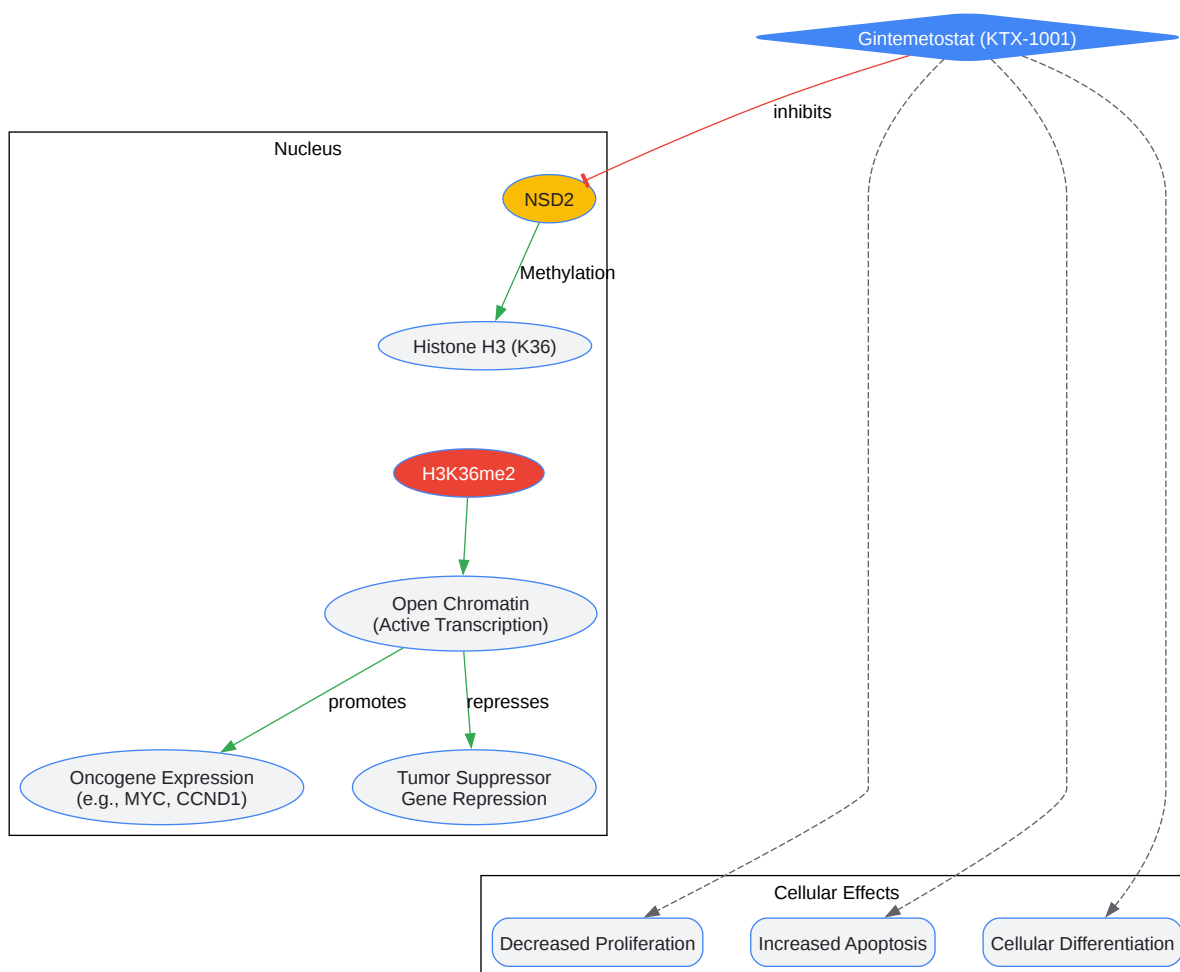 Gintemetostat (KTX-1001)
inhibits
Nucleus
NSD2
Methylation
Histone H3 (K36)
H3K36me2
Open Chromatin
(Active Transcription)
promotes
represses
Oncogene Expression
(e.g., MYC, CCND1)
Tumor Suppressor
Gene Repression
Cellular Effects
Decreased Proliferation
Increased Apoptosis
Cellular Differentiation